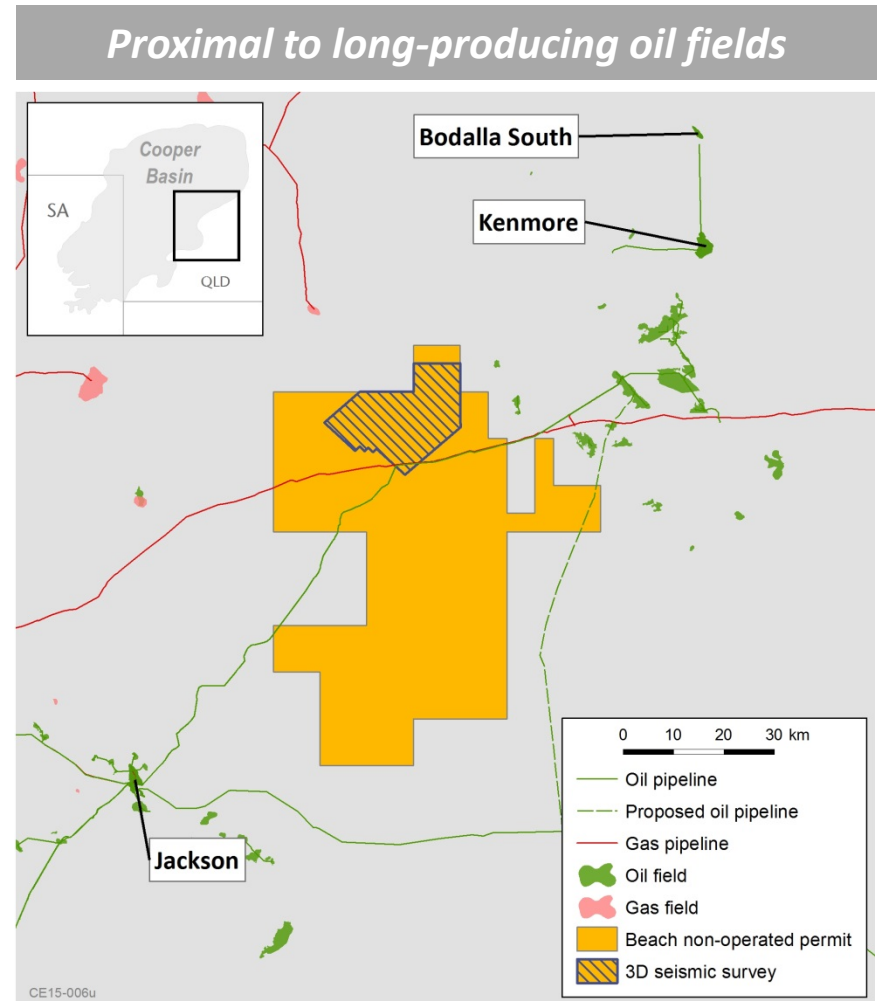 Proximal to long-producing oil fields
Cooper
Basin
SA
QLD
Bodalla South
Kenmore
Jackson
0 10 20 30 km
Oil pipeline
Proposed oil pipeline
Gas pipeline
Oil field
Gas field
Beach non-operated permit
3D seismic survey
CE15-006u